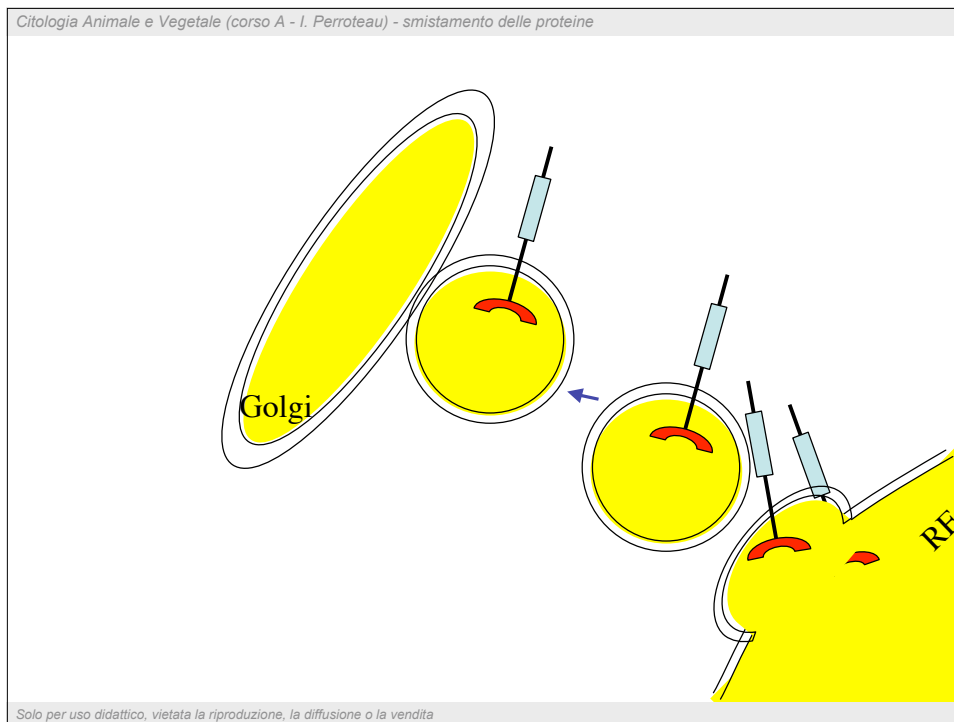 Citologia Animale e Vegetale (corso A - I. Perroteau) - smistamento delle proteine
Golgi
RE
Solo per uso didattico, vietata la riproduzione, la diffusione o la vendita